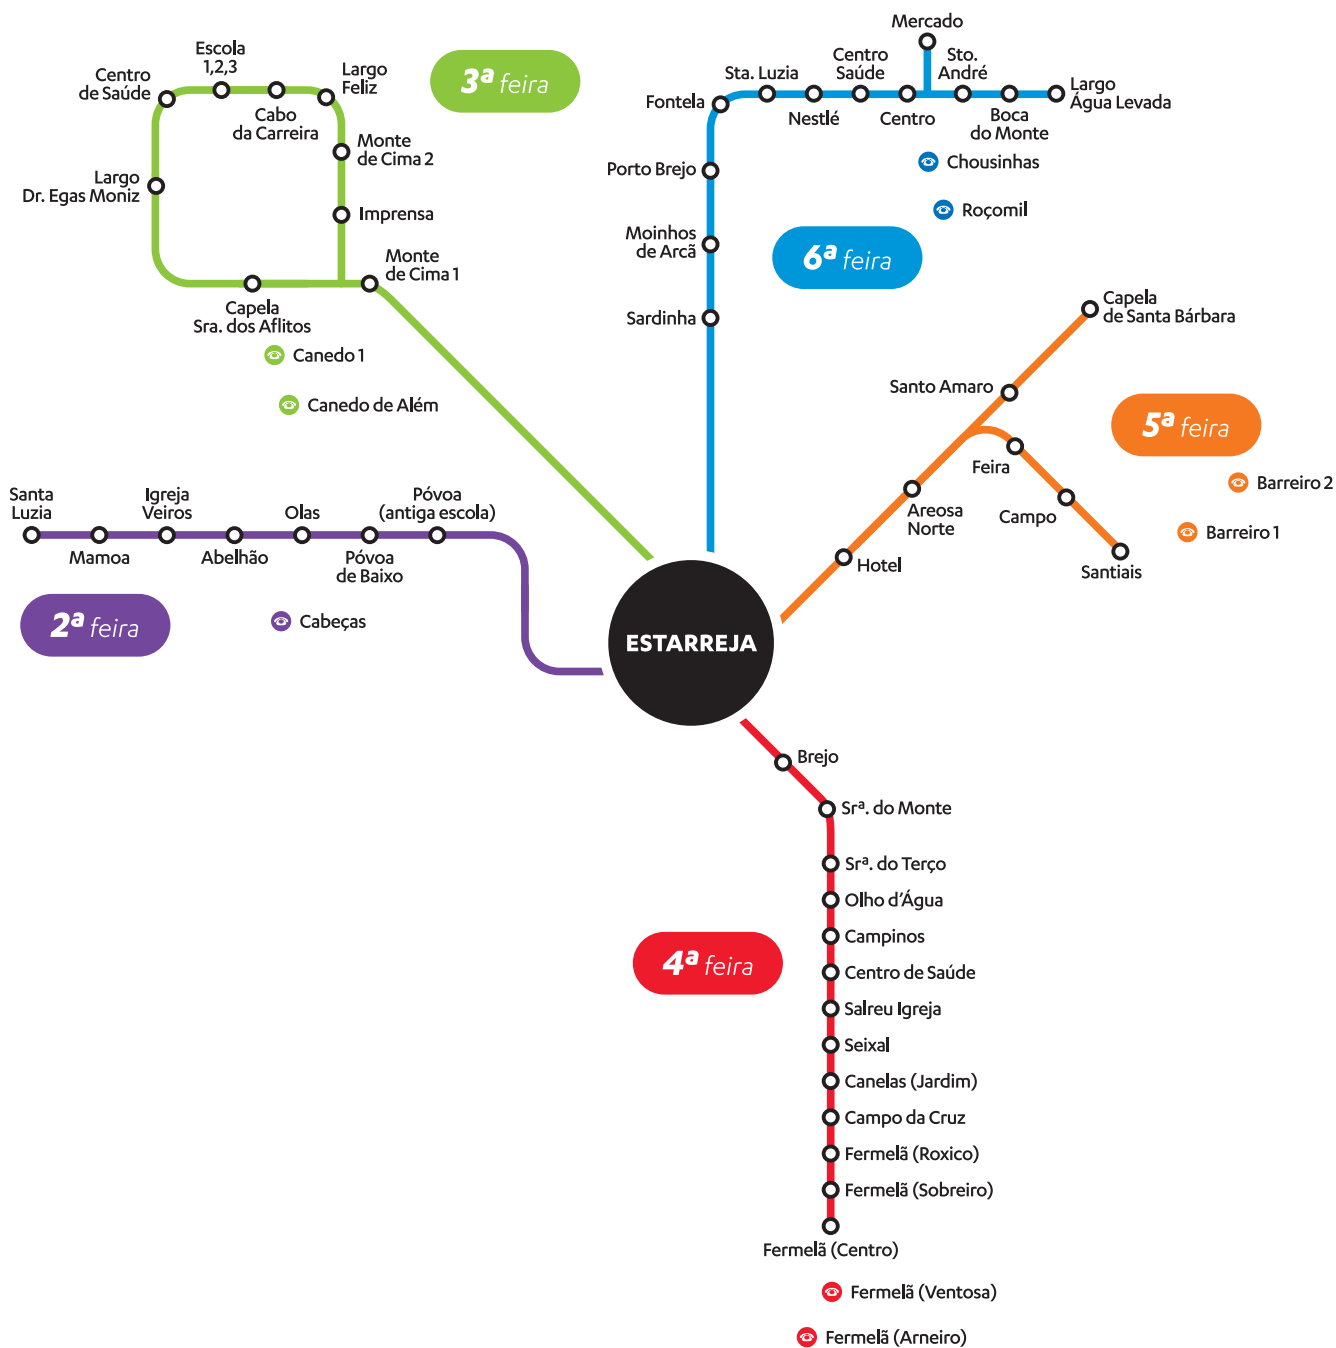 Escola
1,2,3
Centro
de Saúde
Largo
Feliz
Cabo
da Carreira
3ª feira
Monte
de Cima 2
Largo
Dr. Egas Moniz
Imprensa
Monte
de Cima 1
Capela
Sra. dos Aflitos
Canedo 1
Canedo de Além
Mercado
Centro
Saúde
Sto.
André
Sta. Luzia
Largo
Água Levada
Fontela
Nestlé
Centro
Boca
do Monte
Chousinhas
Porto Brejo
Roçomil
Moinhos
de Arcã
6ª feira
Sardinha
Capela
de Santa Bárbara
Santo Amaro
5ª feira
Feira
Barreiro 2
Areosa
Norte
Campo
Barreiro 1
Hotel
Santiais
Santa
Luzia
Igreja
Veiros
Olas
Póvoa
(antiga escola)
Mamoa
Abelhão
Póvoa
de Baixo
2ª feira
Cabeças
ESTARREJA
Brejo
Srª. do Monte
Srª. do Terço
Olho d'Água
Campinos
4ª feira
Centro de Saúde
Salreu Igreja
Seixal
Canelas (Jardim)
Campo da Cruz
Fermelã (Roxico)
Fermelã (Sobreiro)
Fermelã (Centro)
Fermelã (Ventosa)
Fermelã (Arneiro)